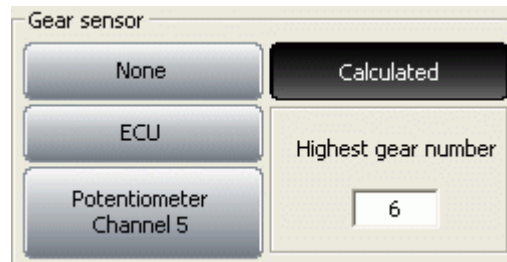 Gear sensor
None
Calculated
ECU
Highest gear number
Potentiometer
Channel 5
6